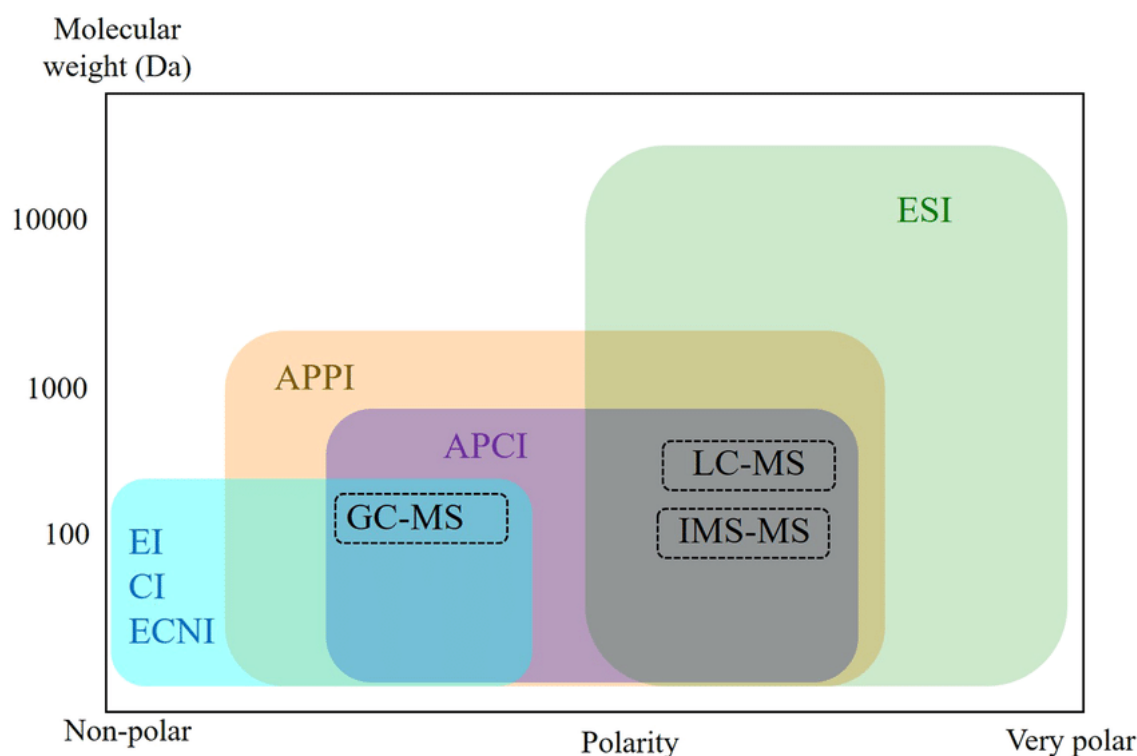 Molecular
weight (Da)
10000
ESI
1000
APPI
APCI
LC-MS
GC-MS
IMS-MS
100
EI
CI
ECNI
Non-polar
Polarity
Very polar